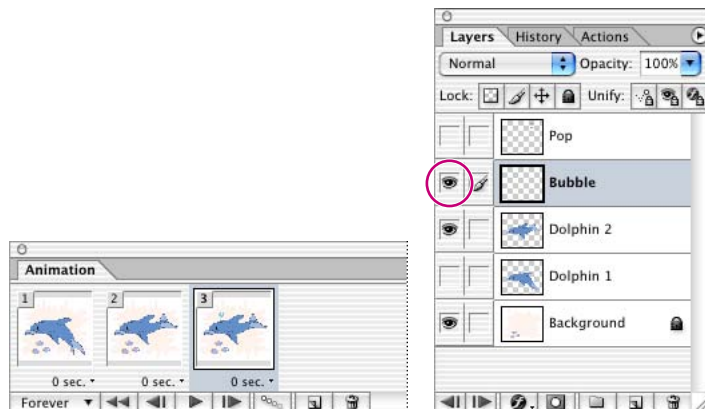 Layers History Actions
Normal Opacity: 100%
Lock: Unify:
Pop
Bubble
Dolphin 2
Dolphin 1
Background
Animation
1 2 3
0 sec. 0 sec. 0 sec.
Forever